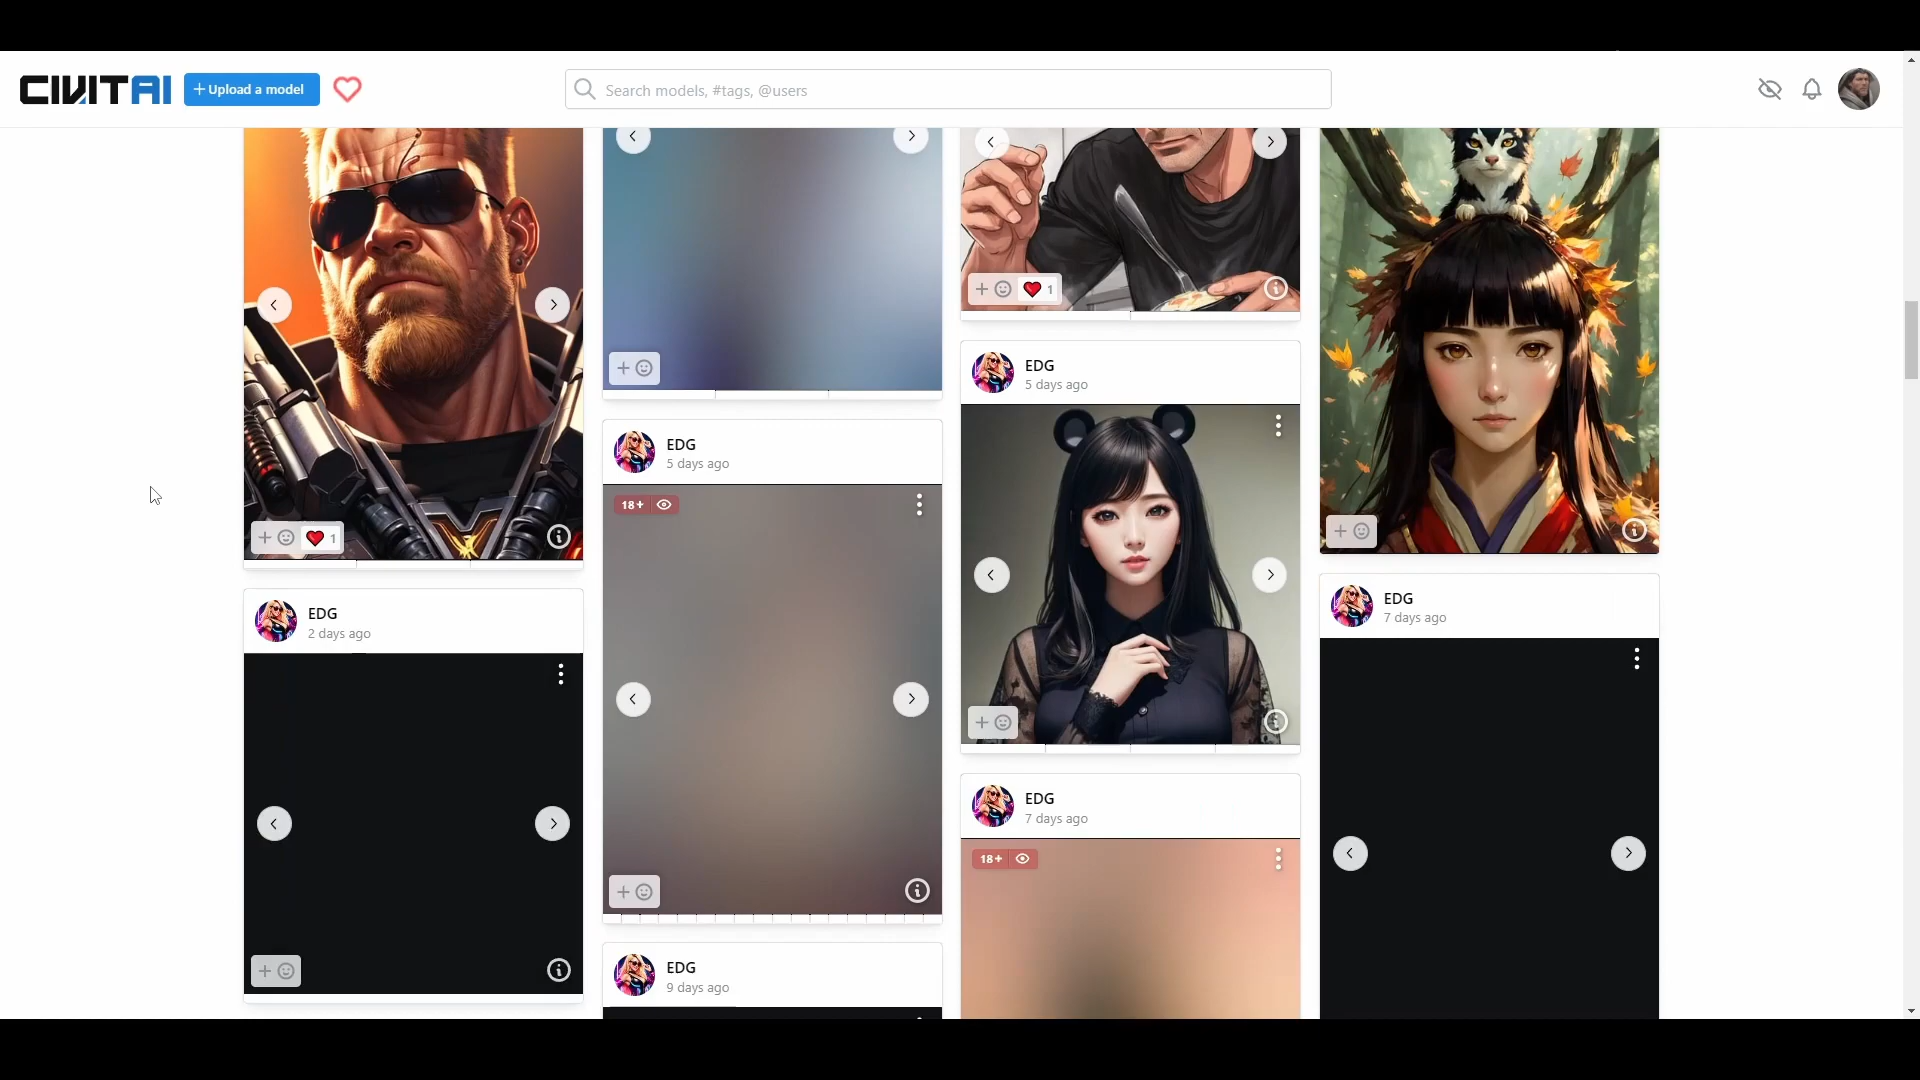 CIVITAI
+ Upload a model
Search models, #tags, @users
1
EDG
2 days ago
EDG
5 days ago
18+
EDG
9 days ago
1
EDG
5 days ago
EDG
7 days ago
18+
EDG
7 days ago